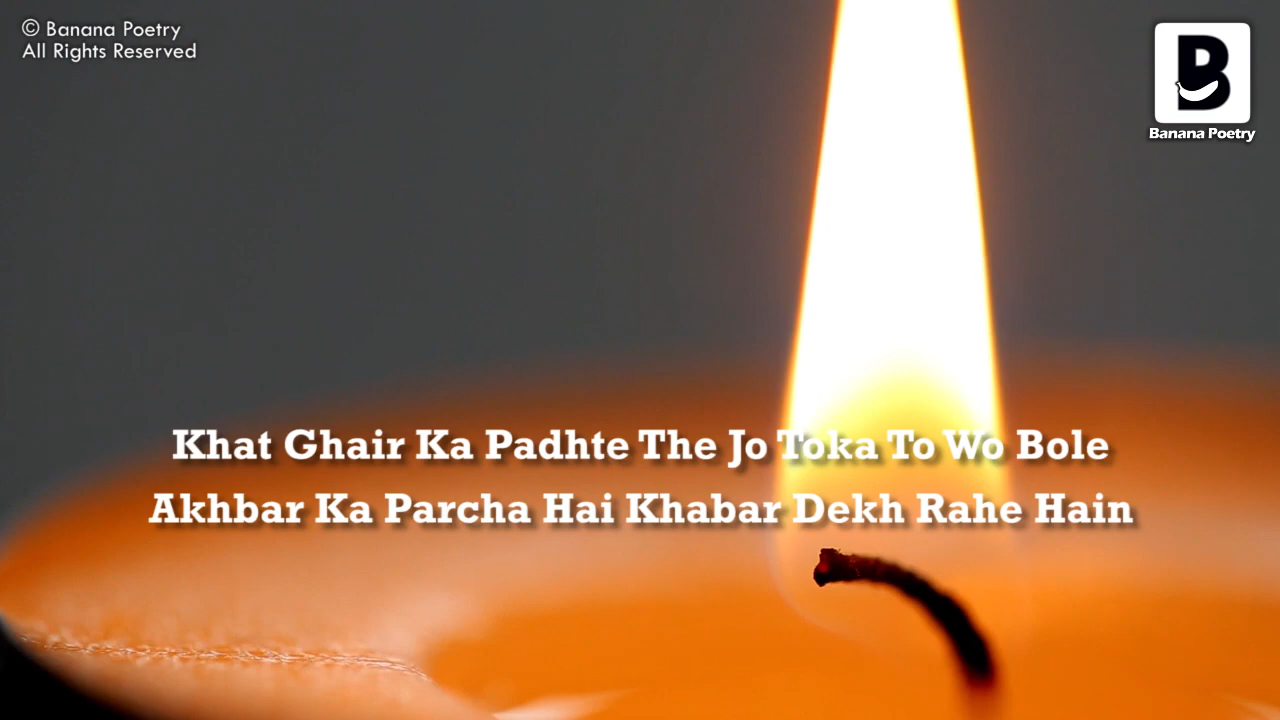 © Banana Poetry
All Rights Reserved
B
Banana Poetry
Khat Ghair Ka Padhte The Jo Toka To Wo Bole
Akhbar Ka Parcha Hai Khabar Dekh Rahe Hain